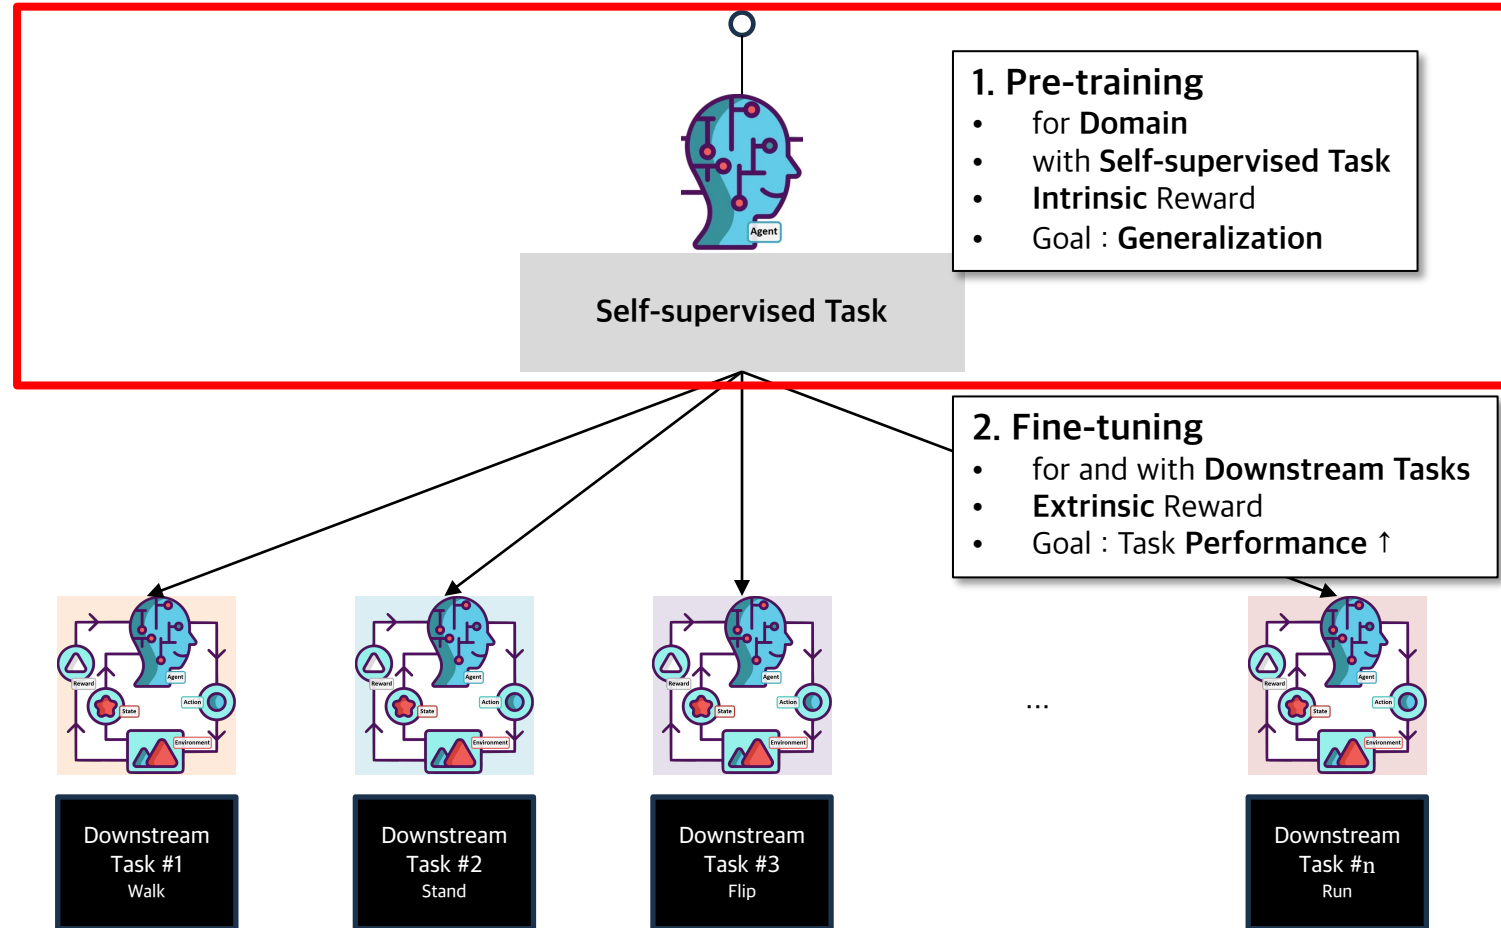 1. Pre-training
• for Domain
• with Self-supervised Task
• Intrinsic Reward
• Goal : Generalization
Agent
Self-supervised Task
2. Fine-tuning
• for and with Downstream Tasks
• Extrinsic Reward
• Goal : Task Performance ↑
Agent
Reward
State
Action
Environment
Agent
Reward
State
Action
Environment
Agent
Reward
State
Action
Environment
...
Agent
Reward
State
Action
Environment
Downstream
Task #1
Walk
Downstream
Task #2
Stand
Downstream
Task #3
Flip
Downstream
Task #n
Run